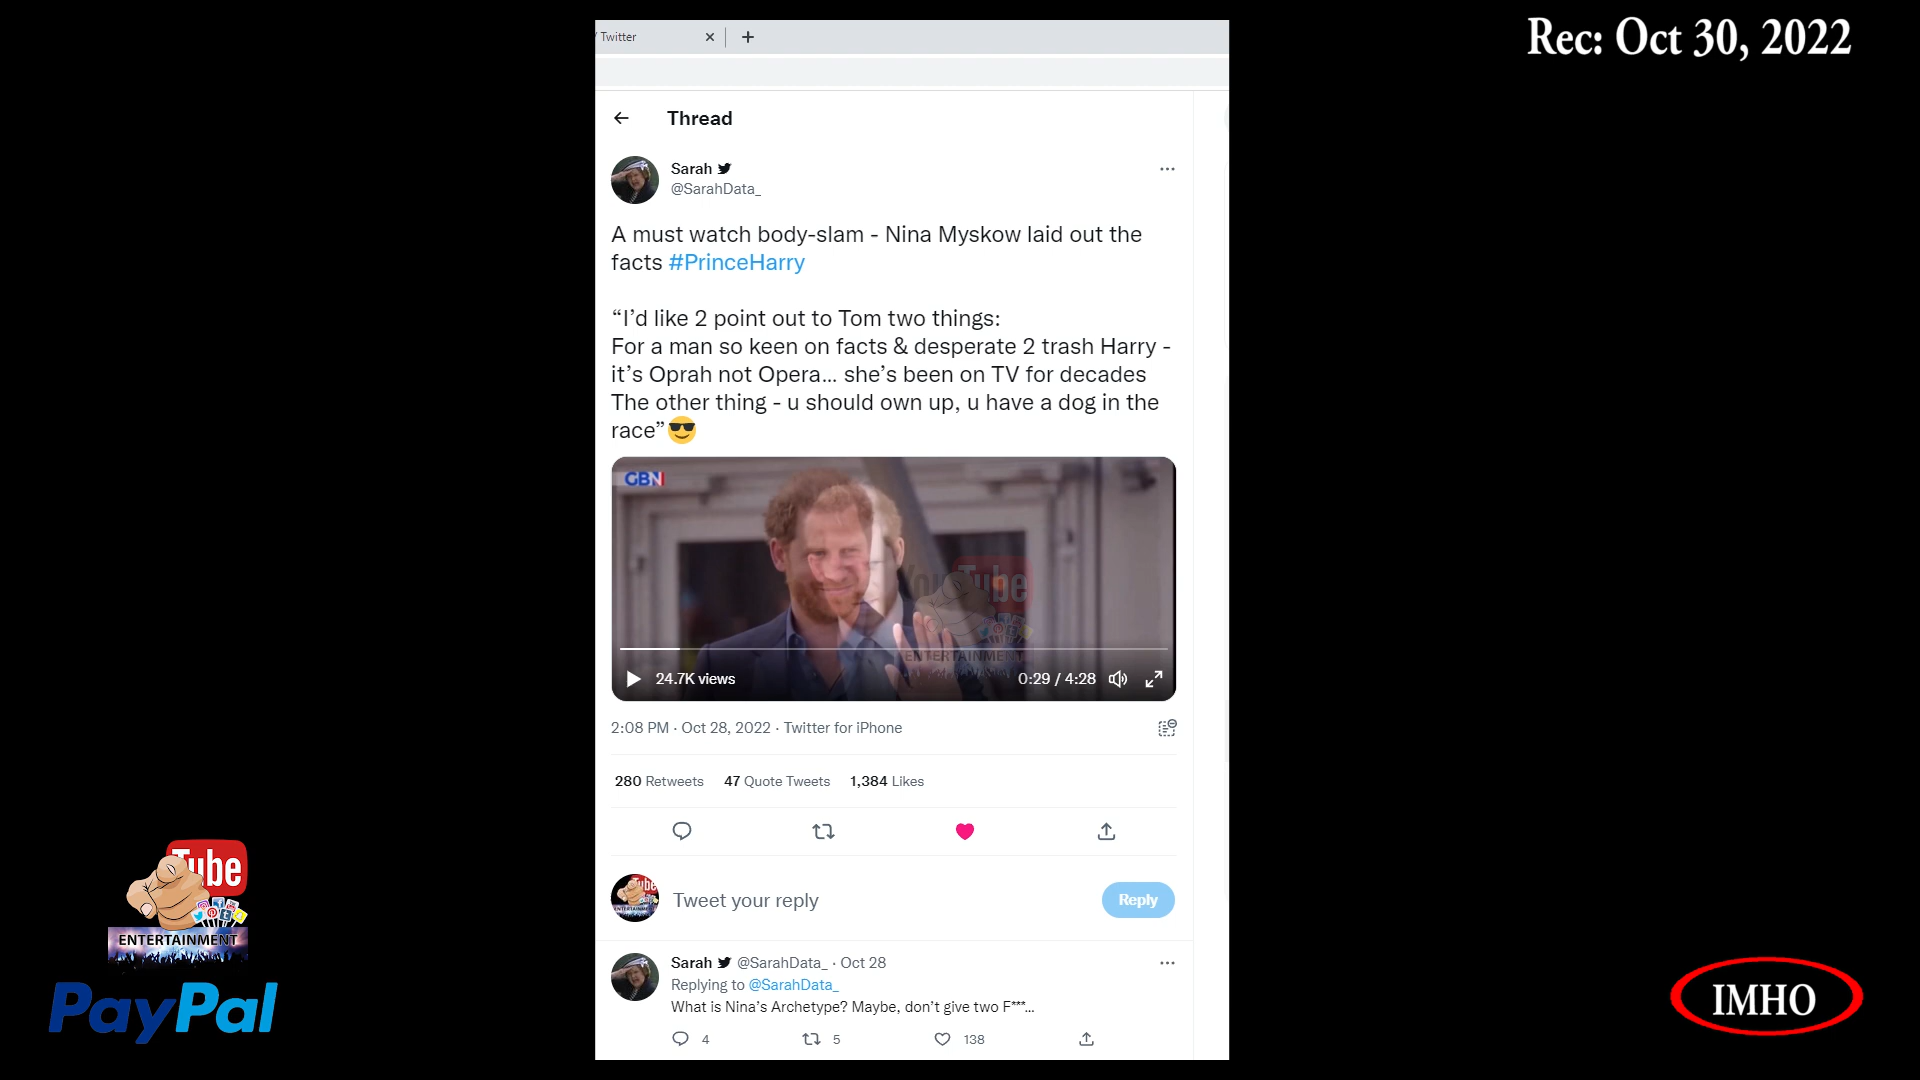 Rec: Oct 30, 2022
/ Twitter
Thread
Sarah
@SarahData_
A must watch body-slam - Nina Myskow laid out the
facts #PrinceHarry
“I’d like 2 point out to Tom two things:
For a man so keen on facts & desperate 2 trash Harry -
it’s Oprah not Opera... she’s been on TV for decades
The other thing - u should own up, u have a dog in the
race”😎
GBN
YouTube
ENTERTAINMENT
24.7K views
0:29 / 4:28
2:08 PM · Oct 28, 2022 · Twitter for iPhone
280 Retweets 47 Quote Tweets 1,384 Likes
Tweet your reply
Reply
Sarah @SarahData_ · Oct 28
Replying to @SarahData_
What is Nina’s Archetype? Maybe, don’t give two F***...
4 5 138
Tube
ENTERTAINMENT
PayPal
IMHO